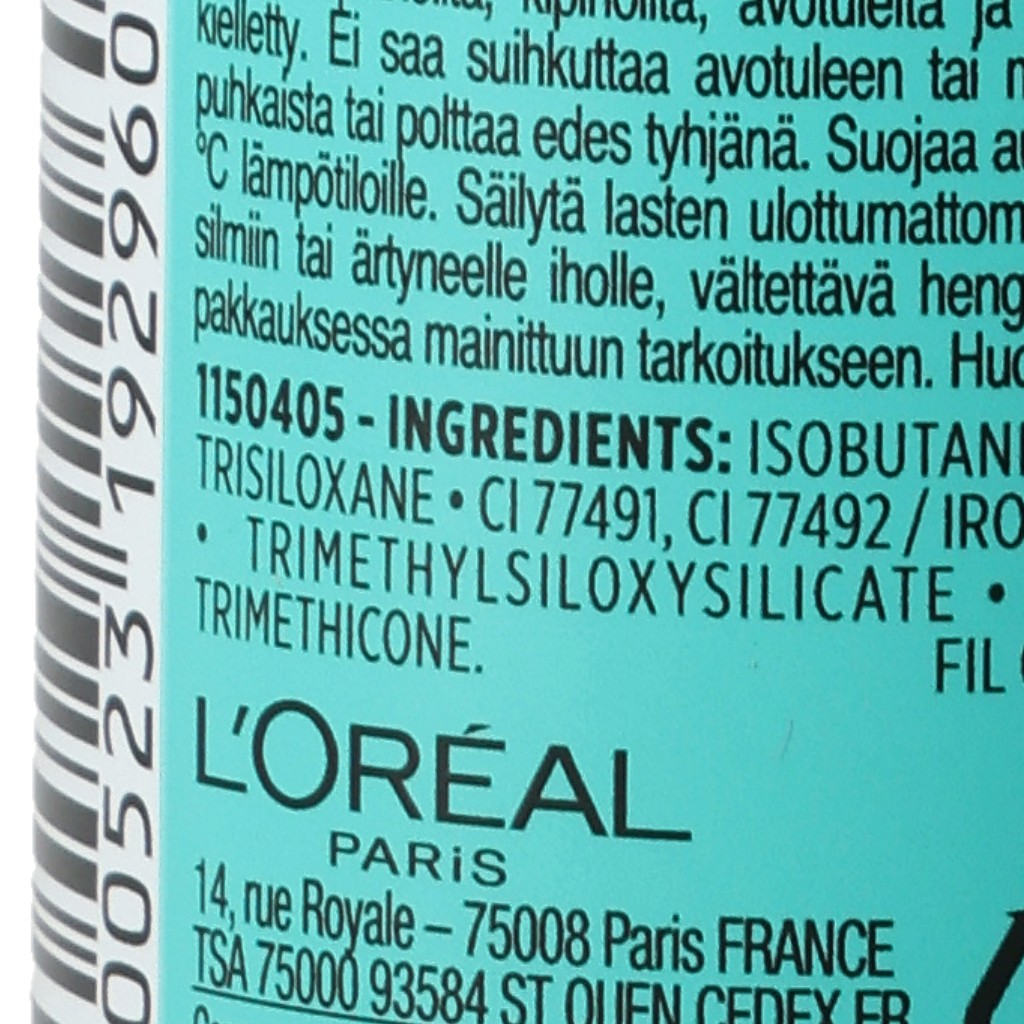 kielletty. Ei saa suihkuttaa avotuleen tai
puhkaista tai polttaa edes tyhjänä. Suojaa
°C lämpötiloille. Säilytä lasten ulottumattom
silmiin tai ärtyneelle iholle, vältettävä heng
pakkauksessa mainittuun tarkoitukseen. Huo
1150405 - INGREDIENTS: ISOBUTAN
TRISILOXANE • CI 77491, CI 77492 / IRO
• TRIMETHYLSILOXYSILICATE •
TRIMETHICONE.
FIL
L'ORÉAL
PARiS
14, rue Royale – 75008 Paris FRANCE
TSA 75000 93584 ST OUEN CEDEX FR
00523192960